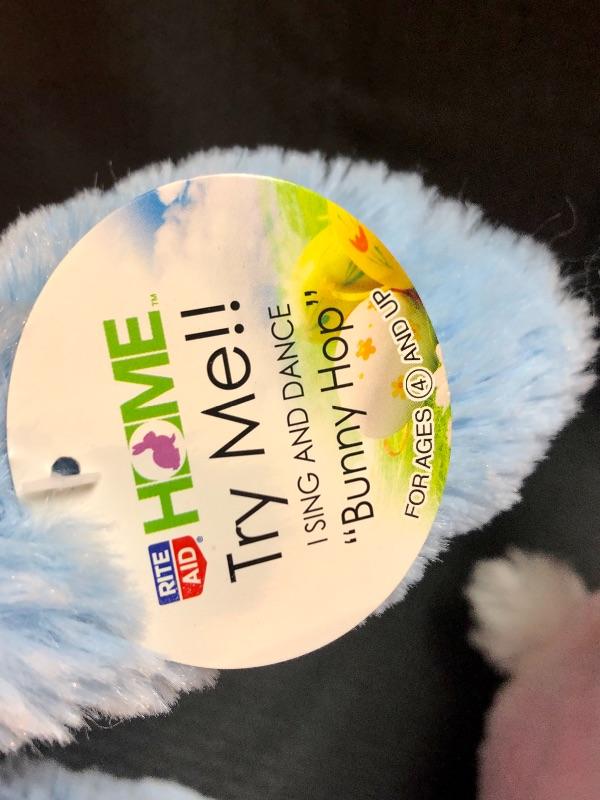 RITE
AID®
HOME™
Try Me!!
I SING AND DANCE
“Bunny Hop”
FOR AGES 4 AND UP